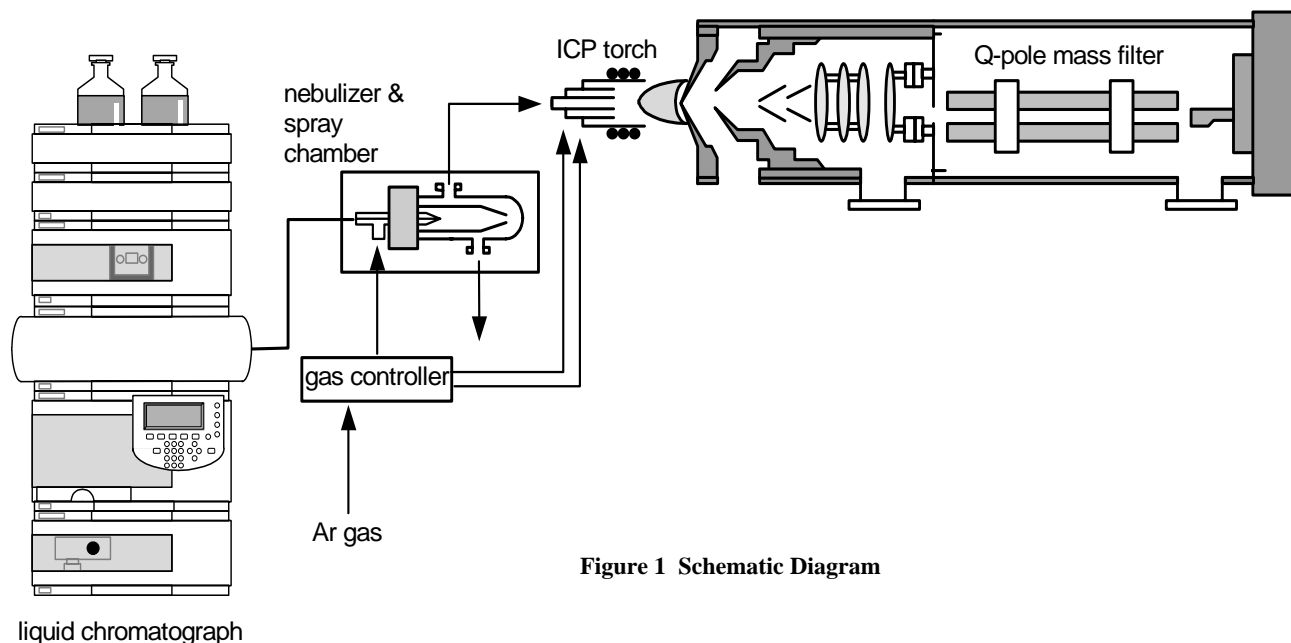 ICP torch
Q-pole mass filter
nebulizer &
spray
chamber
gas controller
Ar gas
Figure 1  Schematic Diagram
liquid chromatograph